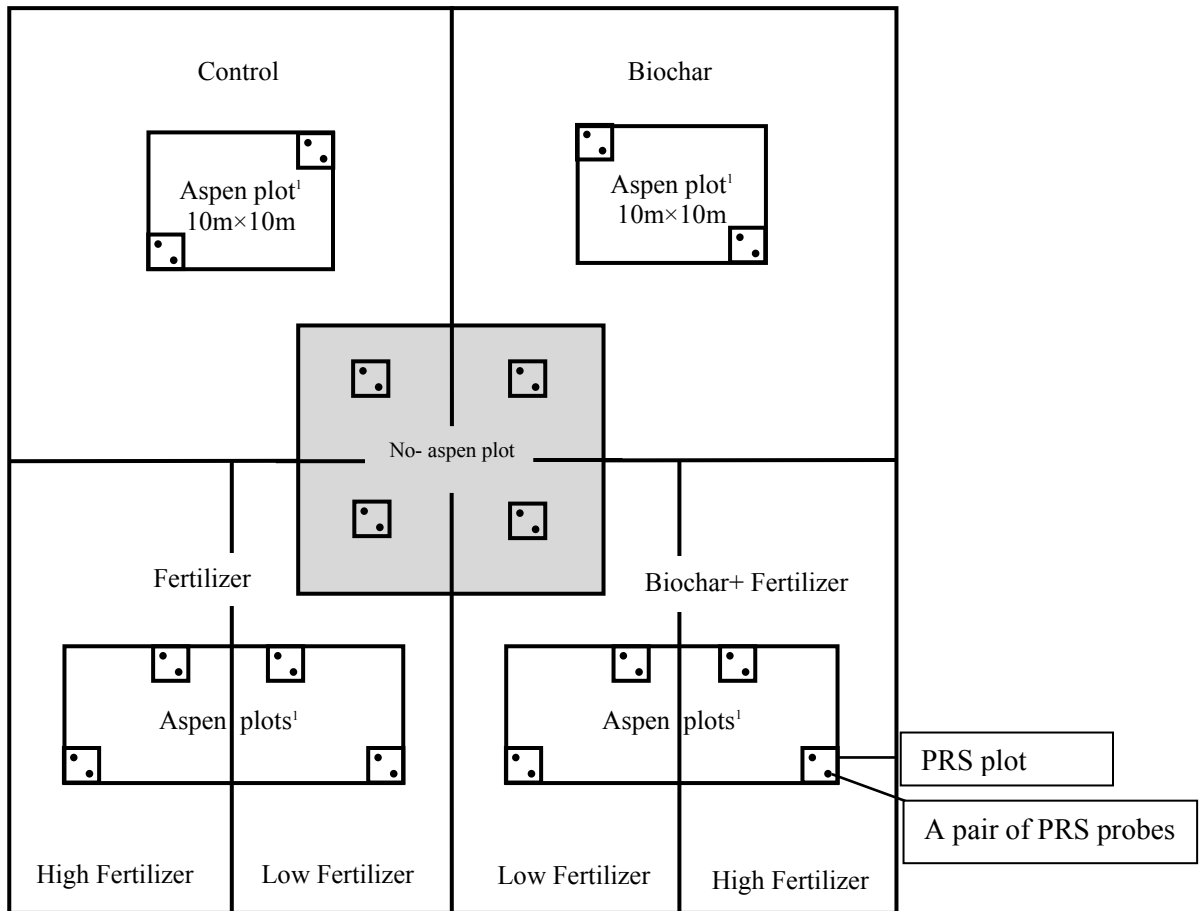 Control
Biochar
Aspen plot¹
10m×10m
Aspen plot¹
10m×10m
No- aspen plot
Fertilizer
Biochar+ Fertilizer
Aspen plots¹
Aspen plots¹
PRS plot
A pair of PRS probes
High Fertilizer
Low Fertilizer
Low Fertilizer
High Fertilizer